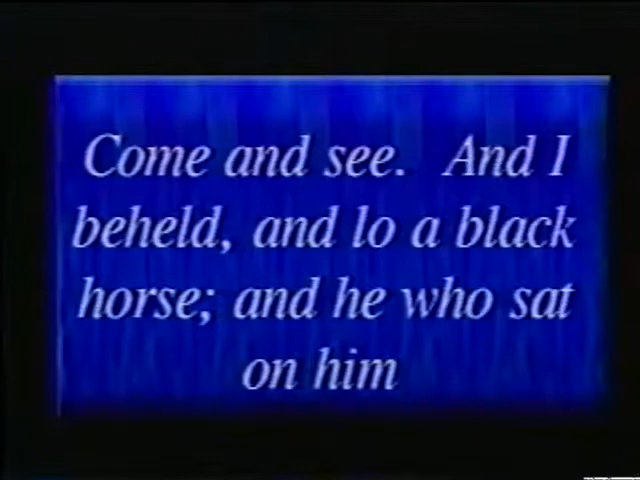 Come and see.  And I
beheld, and lo a black
horse; and he who sat
on him